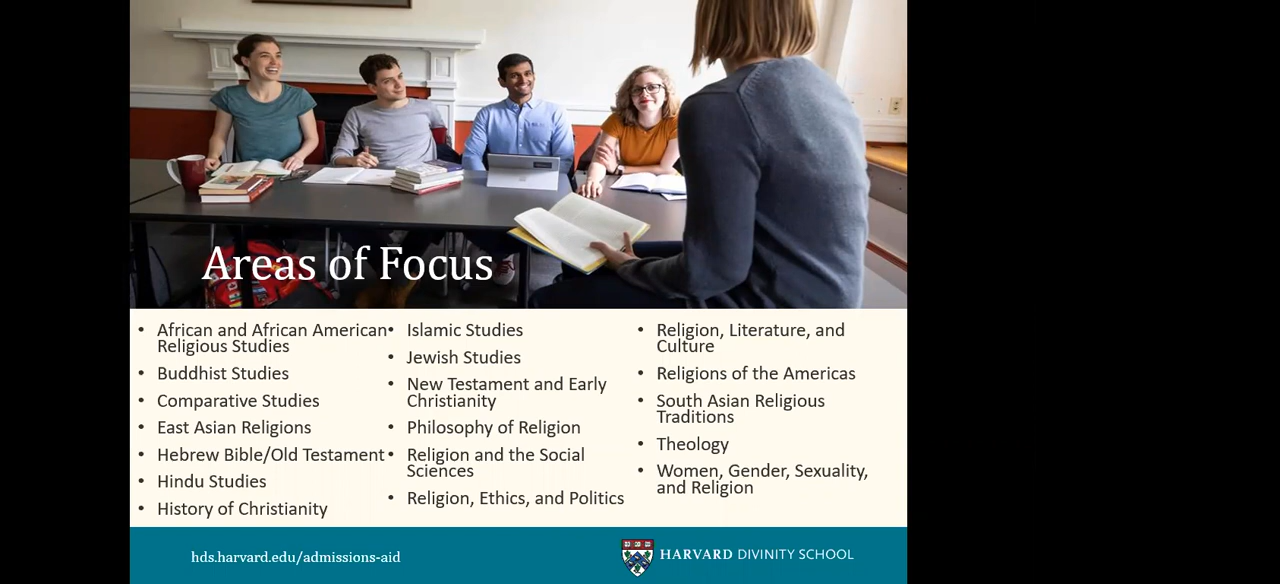 Areas of Focus
• African and African American
Religious Studies
• Buddhist Studies
• Comparative Studies
• East Asian Religions
• Hebrew Bible/Old Testament
• Hindu Studies
• History of Christianity
• Islamic Studies
• Jewish Studies
• New Testament and Early
Christianity
• Philosophy of Religion
• Religion and the Social
Sciences
• Religion, Ethics, and Politics
• Religion, Literature, and
Culture
• Religions of the Americas
• South Asian Religious
Traditions
• Theology
• Women, Gender, Sexuality,
and Religion
hds.harvard.edu/admissions-aid
HARVARD DIVINITY SCHOOL